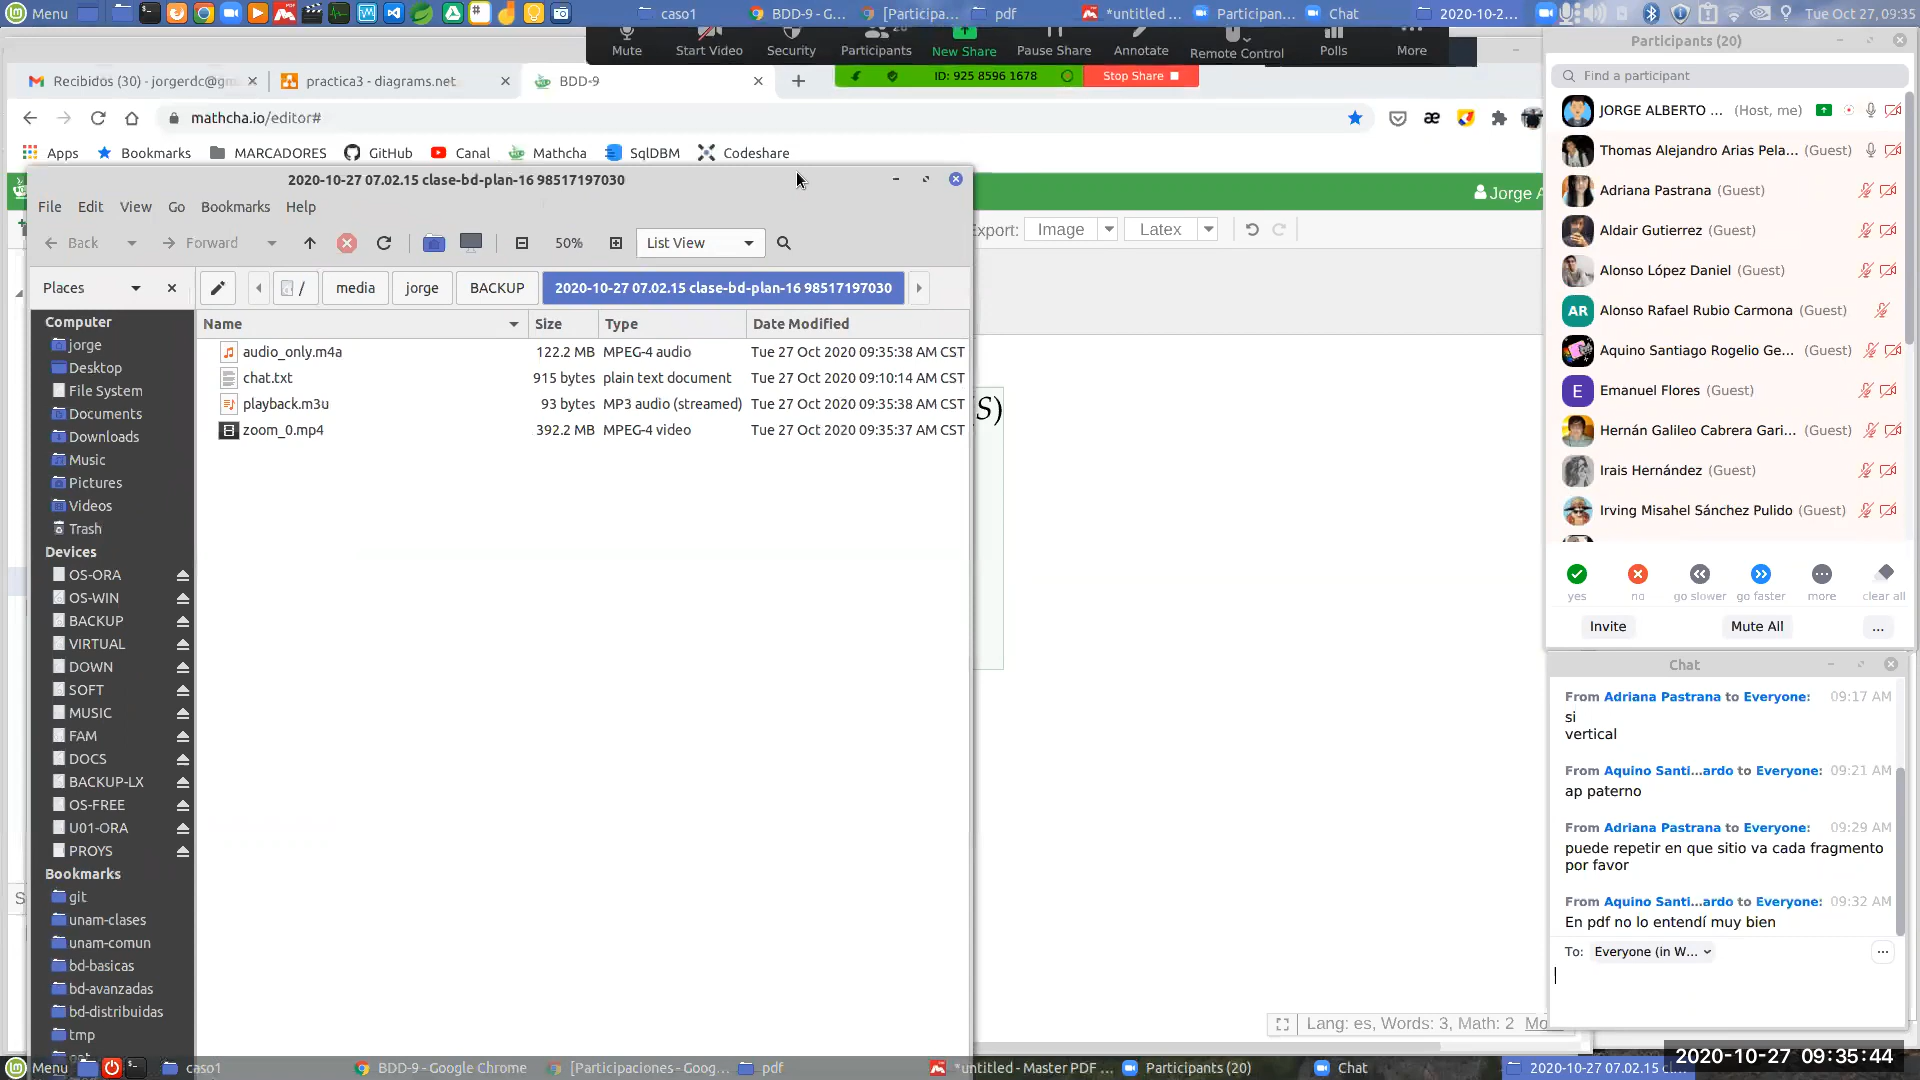 Menu
caso1
BDD-9 - G...
[Participa...
pdf
*untitled ...
Participan...
Chat
2020-10-2...
Tue Oct 27, 09:35
Mute
Start Video
Security
Participants
New Share
Pause Share
Annotate
Remote Control
Polls
More
ID: 925 8596 1678
Stop Share
Recibidos (30) - jorgerdc@gm
practica3 - diagrams.net
BDD-9
mathcha.io/editor#
Apps
Bookmarks
MARCADORES
GitHub
Canal
Mathcha
SqlDBM
Codeshare
2020-10-27 07.02.15 clase-bd-plan-16 98517197030
File Edit View Go Bookmarks Help
Back
Forward
50%
List View
Jorge A
xport:
Image
Latex
Places
/
media
jorge
BACKUP
2020-10-27 07.02.15 clase-bd-plan-16 98517197030
Name Size Type Date Modified
audio_only.m4a 122.2 MB MPEG-4 audio Tue 27 Oct 2020 09:35:38 AM CST
chat.txt 915 bytes plain text document Tue 27 Oct 2020 09:10:14 AM CST
playback.m3u 93 bytes MP3 audio (streamed) Tue 27 Oct 2020 09:35:38 AM CST
zoom_0.mp4 392.2 MB MPEG-4 video Tue 27 Oct 2020 09:35:37 AM CST
Computer
jorge
Desktop
File System
Documents
Downloads
Music
Pictures
Videos
Trash
Devices
OS-ORA
OS-WIN
BACKUP
VIRTUAL
DOWN
SOFT
MUSIC
FAM
DOCS
BACKUP-LX
OS-FREE
U01-ORA
PROYS
Bookmarks
git
unam-clases
unam-comun
bd-basicas
bd-avanzadas
bd-distribuidas
tmp
S)
Lang: es, Words: 3, Math: 2 Mo
Participants (20)
Find a participant
JORGE ALBERTO ... (Host, me)
Thomas Alejandro Arias Pela... (Guest)
Adriana Pastrana (Guest)
Aldair Gutierrez (Guest)
Alonso López Daniel (Guest)
AR Alonso Rafael Rubio Carmona (Guest)
Aquino Santiago Rogelio Ge... (Guest)
E Emanuel Flores (Guest)
Hernán Galileo Cabrera Gari... (Guest)
Irais Hernández (Guest)
Irving Misahel Sánchez Pulido (Guest)
yes no go slower go faster more clear all
Invite
Mute All
...
Chat
From Adriana Pastrana to Everyone: 09:17 AM
si
vertical
From Aquino Santi...ardo to Everyone: 09:21 AM
ap paterno
From Adriana Pastrana to Everyone: 09:29 AM
puede repetir en que sitio va cada fragmento
por favor
From Aquino Santi...ardo to Everyone: 09:32 AM
En pdf no lo entendí muy bien
To: Everyone (in W...
2020-10-27 09:35:44
Menu
caso1
BDD-9 - Google Chrome
[Participaciones - Goog...
pdf
*untitled - Master PDF ...
Participants (20)
Chat
2020-10-27 07.02.15 cl...